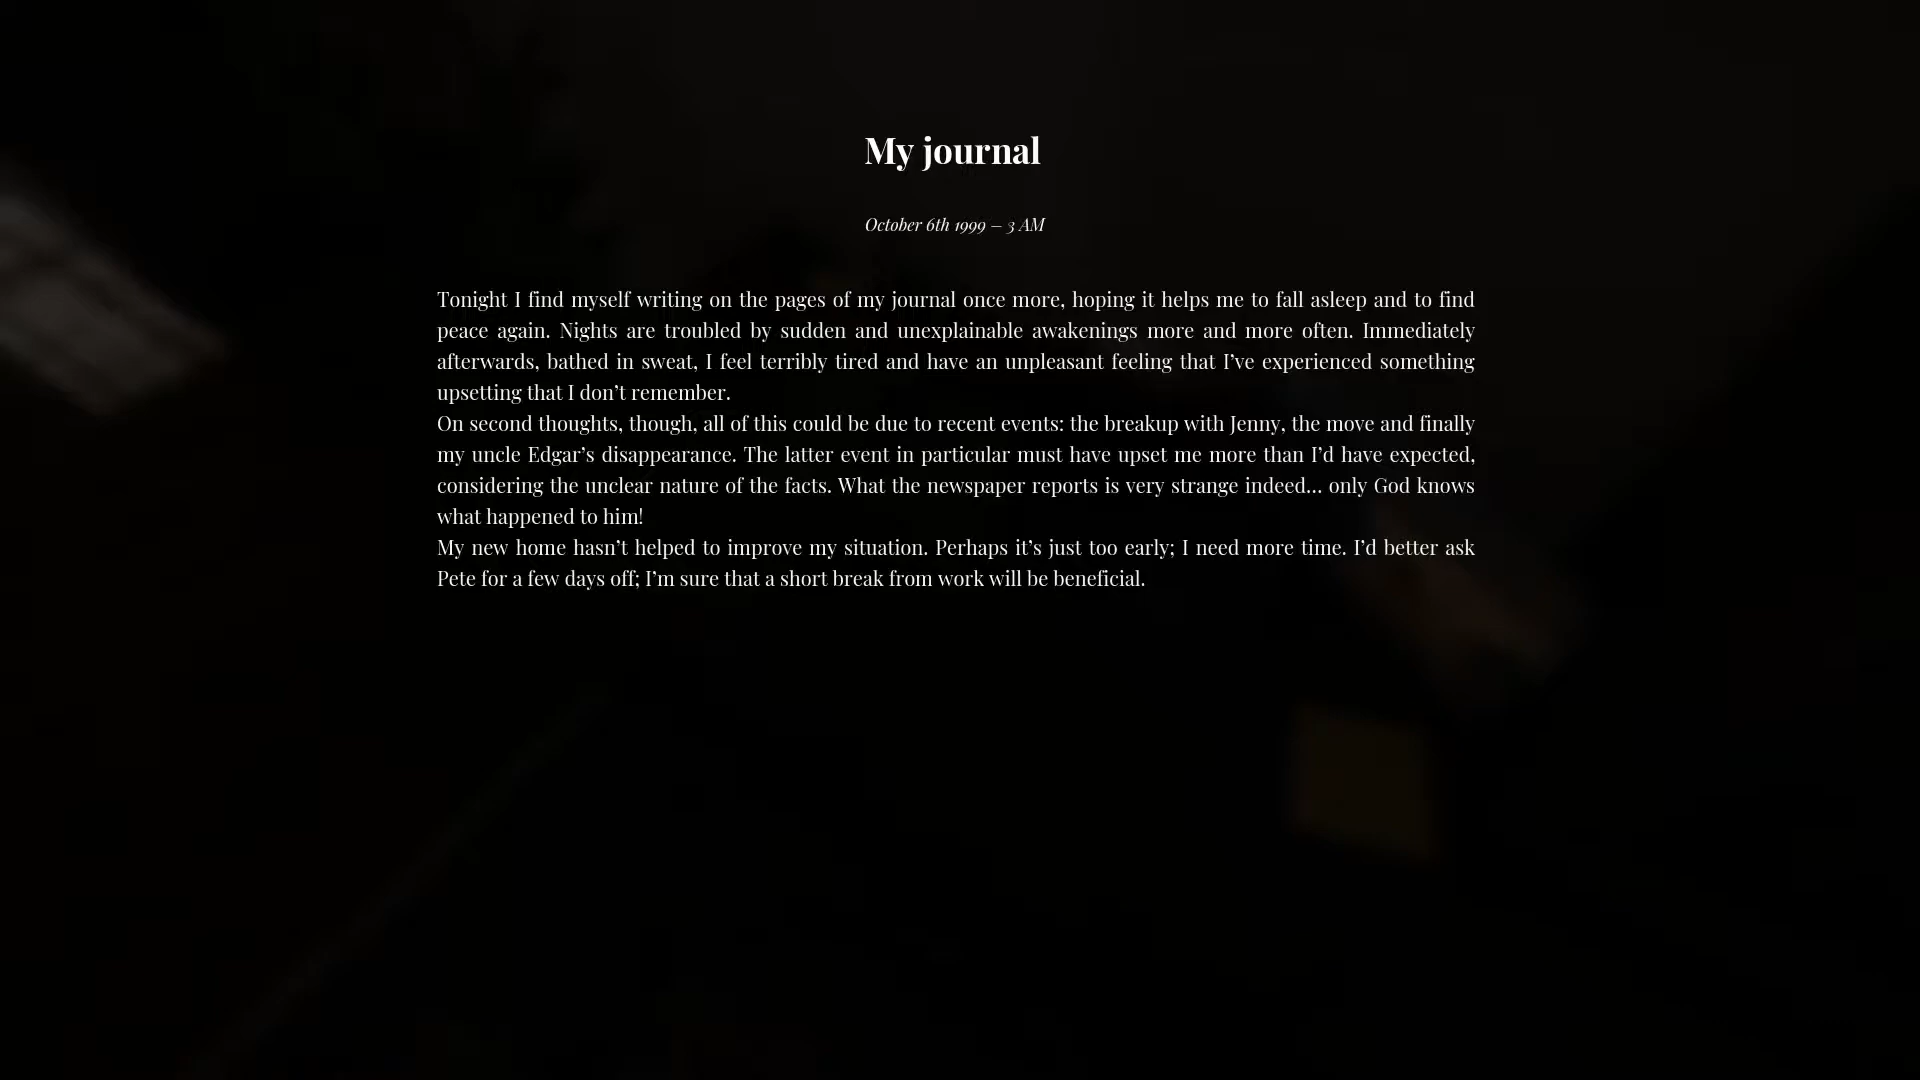 My journal
October 6th 1999 – 3 AM
Tonight I find myself writing on the pages of my journal once more, hoping it helps me to fall asleep and to find
peace again. Nights are troubled by sudden and unexplainable awakenings more and more often. Immediately
afterwards, bathed in sweat, I feel terribly tired and have an unpleasant feeling that I’ve experienced something
upsetting that I don’t remember.
On second thoughts, though, all of this could be due to recent events: the breakup with Jenny, the move and finally
my uncle Edgar’s disappearance. The latter event in particular must have upset me more than I’d have expected,
considering the unclear nature of the facts. What the newspaper reports is very strange indeed... only God knows
what happened to him!
My new home hasn’t helped to improve my situation. Perhaps it’s just too early; I need more time. I’d better ask
Pete for a few days off; I’m sure that a short break from work will be beneficial.